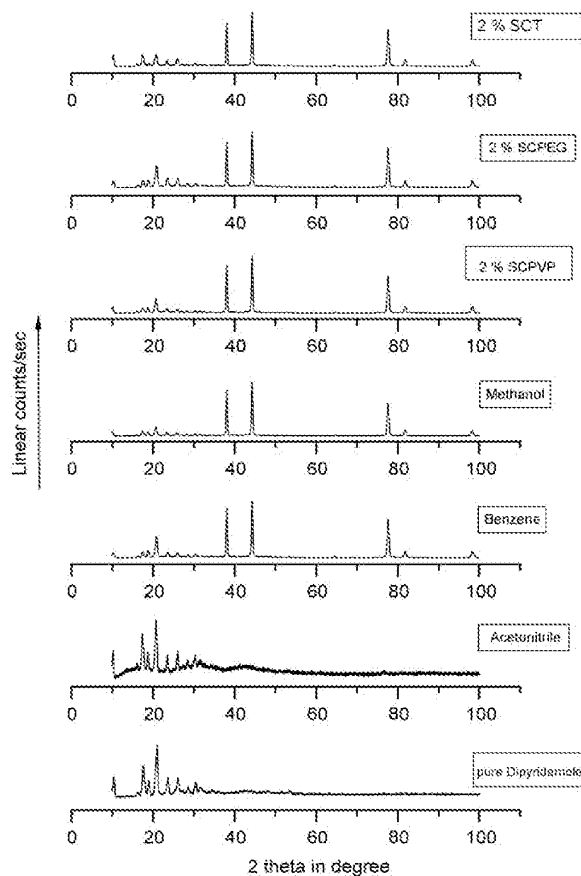 2 % SCT
0 20 40 60 80 100
2 % SCPEG
0 20 40 60 80 100
2 % SCPVP
0 20 40 60 80 100
Linear counts/sec
Methanol
0 20 40 60 80 100
Benzene
0 20 40 60 80 100
Acetonitrile
0 20 40 60 80 100
pure Dipyridamole
0 20 40 60 80 100
2 theta in degree